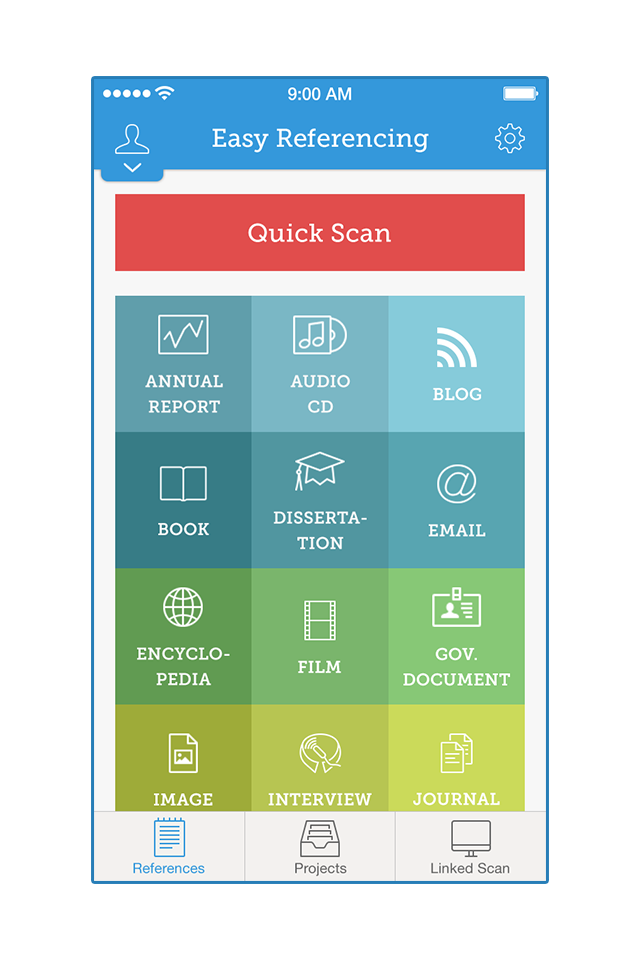 9:00 AM
Easy Referencing
Quick Scan
ANNUAL
REPORT
AUDIO
CD
BLOG
BOOK
DISSERTA-
TION
EMAIL
ENCYCLO-
PEDIA
FILM
GOV.
DOCUMENT
IMAGE
INTERVIEW
JOURNAL
References
Projects
Linked Scan